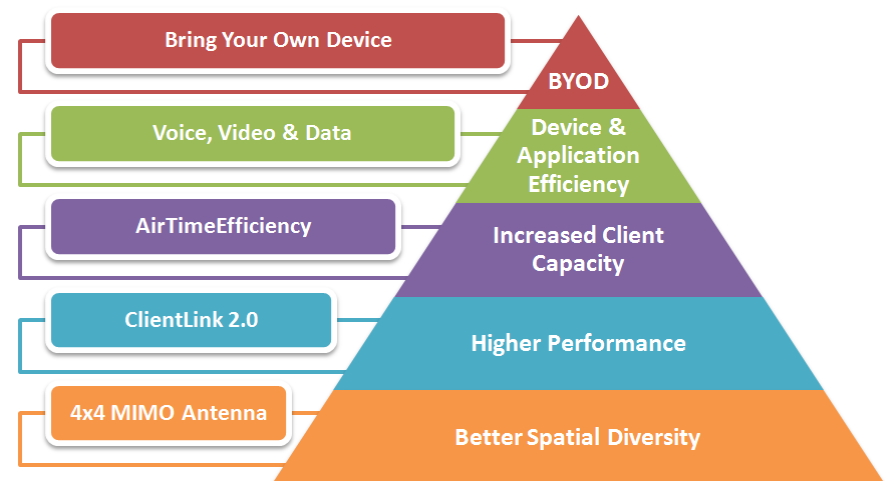 Bring Your Own Device
BYOD
Voice, Video & Data
Device &
Application
Efficiency
AirTimeEfficiency
Increased Client
Capacity
ClientLink 2.0
Higher Performance
4x4 MIMO Antenna
Better Spatial Diversity